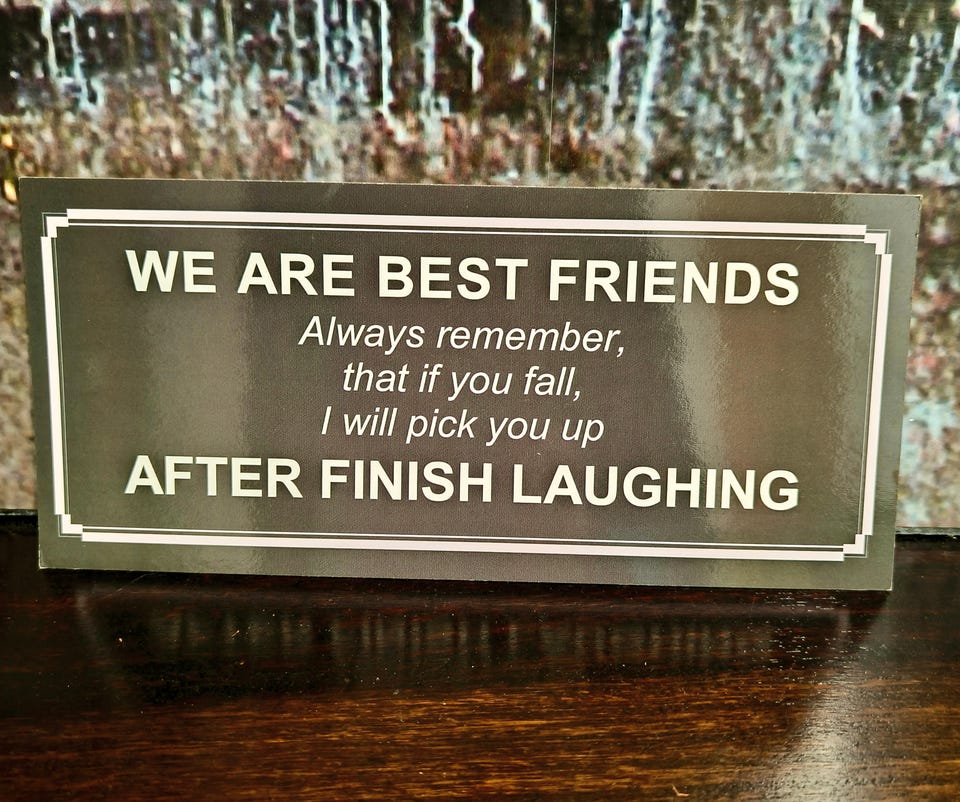 WE ARE BEST FRIENDS
Always remember,
that if you fall,
I will pick you up
AFTER FINISH LAUGHING